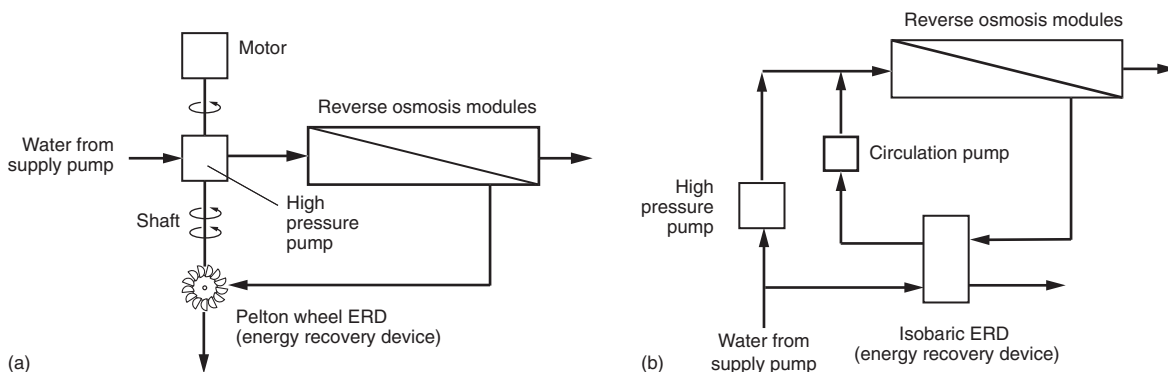 Motor
Reverse osmosis modules
Water from
supply pump
High
pressure
pump
Shaft
Pelton wheel ERD
(energy recovery device)
(a)
Reverse osmosis modules
Circulation pump
High
pressure
pump
Water from
supply pump
Isobaric ERD
(energy recovery device)
(b)